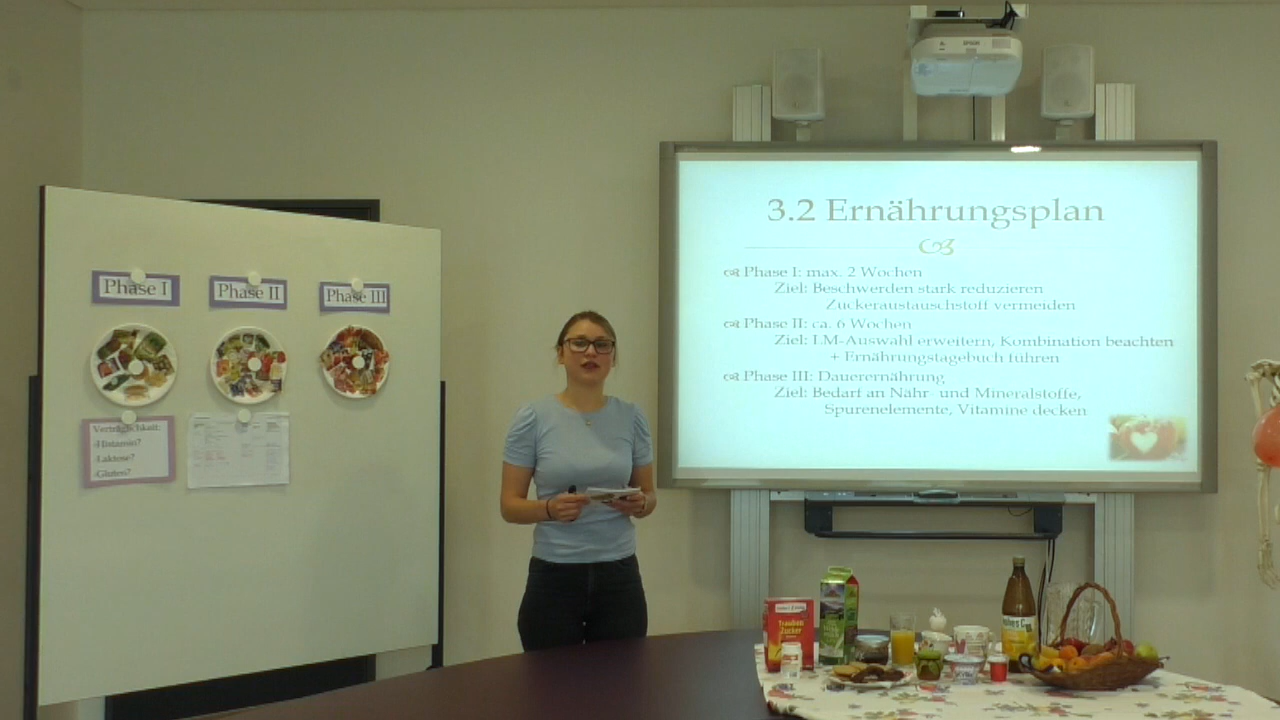 Phase I
Phase II
Phase III
Verträglichkeit:
-Histamin?
-Laktose?
-Gluten?
3.2 Ernährungsplan
Phase I: max. 2 Wochen
Ziel: Beschwerden stark reduzieren
Zuckeraustauschstoff vermeiden
Phase II: ca. 6 Wochen
Ziel: LM-Auswahl erweitern, Kombination beachten
+ Ernährungstagebuch führen
Phase III: Dauerernährung
Ziel: Bedarf an Nähr- und Mineralstoffe,
Spurenelemente, Vitamine decken
EPSON
Trauben
Zucker